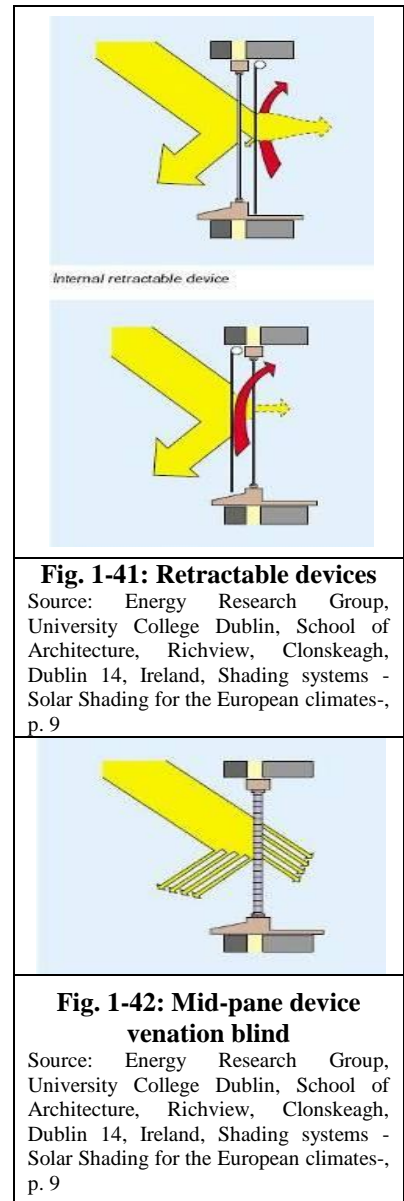 Internal retractable device
Fig. 1-41: Retractable devices
Source: Energy Research Group,
University College Dublin, School of
Architecture, Richview, Clonskeagh,
Dublin 14, Ireland, Shading systems -
Solar Shading for the European climates-,
p. 9
Fig. 1-42: Mid-pane device
venation blind
Source: Energy Research Group,
University College Dublin, School of
Architecture, Richview, Clonskeagh,
Dublin 14, Ireland, Shading systems -
Solar Shading for the European climates-,
p. 9